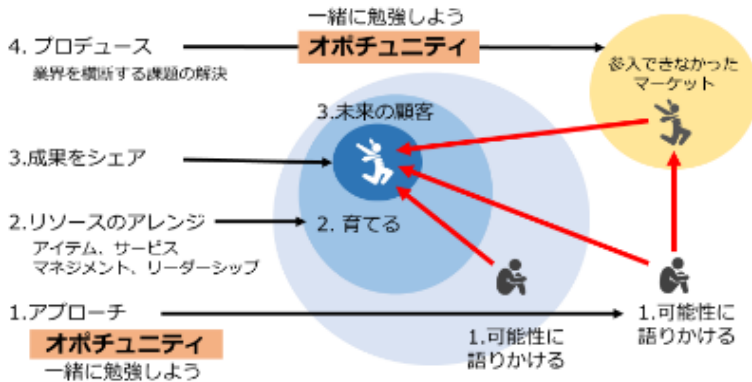 一緒に勉強しよう
オポチュニティ
4. プロデュース
業界を横断する課題の解決
参入できなかった
マーケット
3.未来の顧客
3.成果をシェア
2.リソースのアレンジ
アイテム、サービス
マネジメント、リーダーシップ
2. 育てる
1.アプローチ
オポチュニティ
一緒に勉強しよう
1.可能性に
語りかける
1.可能性に
語りかける